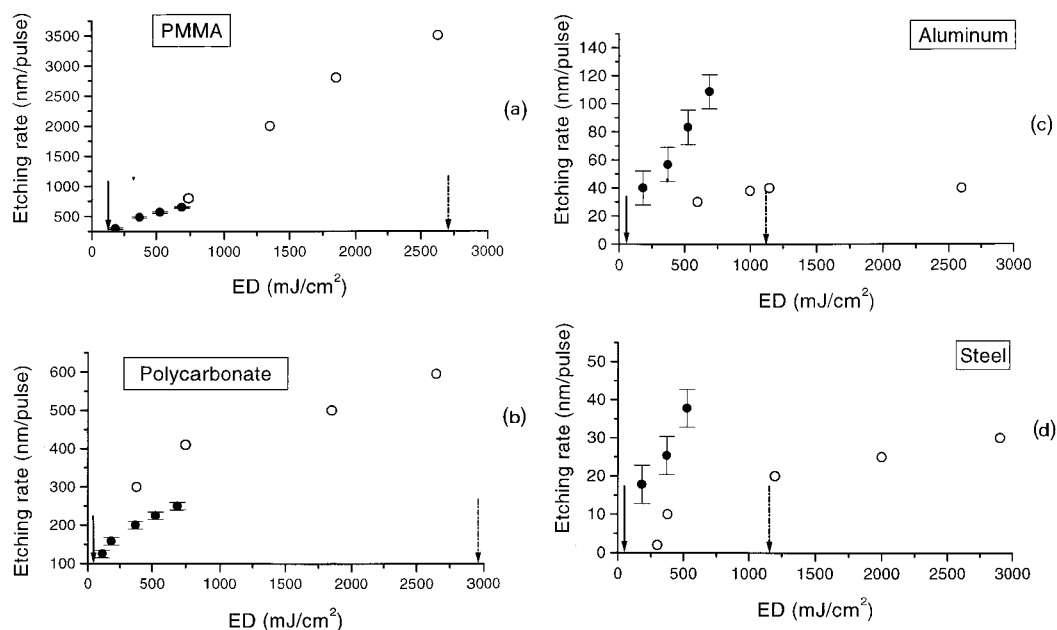 PMMA
Etching rate (nm/pulse)
3500
3000
2500
2000
1750
1250
1000
500
0 500 1000 1500 2000 2500 3000
ED (mJ/cm²)
(a)
Aluminum
Etching rate (nm/pulse)
140
120
100
80
60
40
20
0
0 500 1000 1500 2000 2500 3000
ED (mJ/cm²)
(c)
Polycarbonate
Etching rate (nm/pulse)
600
500
400
300
200
100
0 500 1000 1500 2000 2500 3000
ED (mJ/cm²)
(b)
Steel
Etching rate (nm/pulse)
50
40
30
20
10
0
0 500 1000 1500 2000 2500 3000
ED (mJ/cm²)
(d)